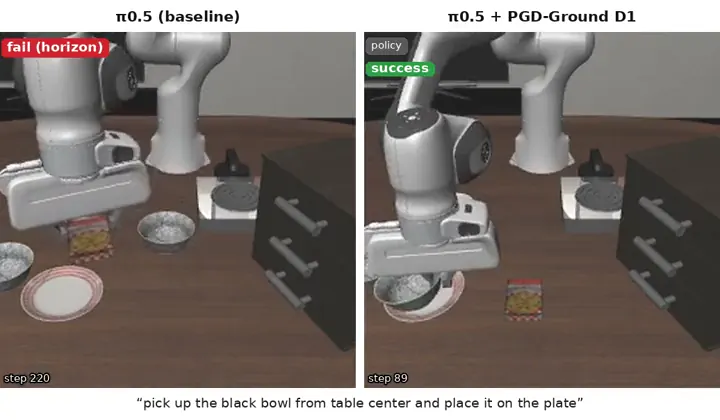 π0.5 (baseline)
π0.5 + PGD-Ground D1
fail (horizon)
policy
success
step 220
step 89
“pick up the black bowl from table center and place it on the plate”